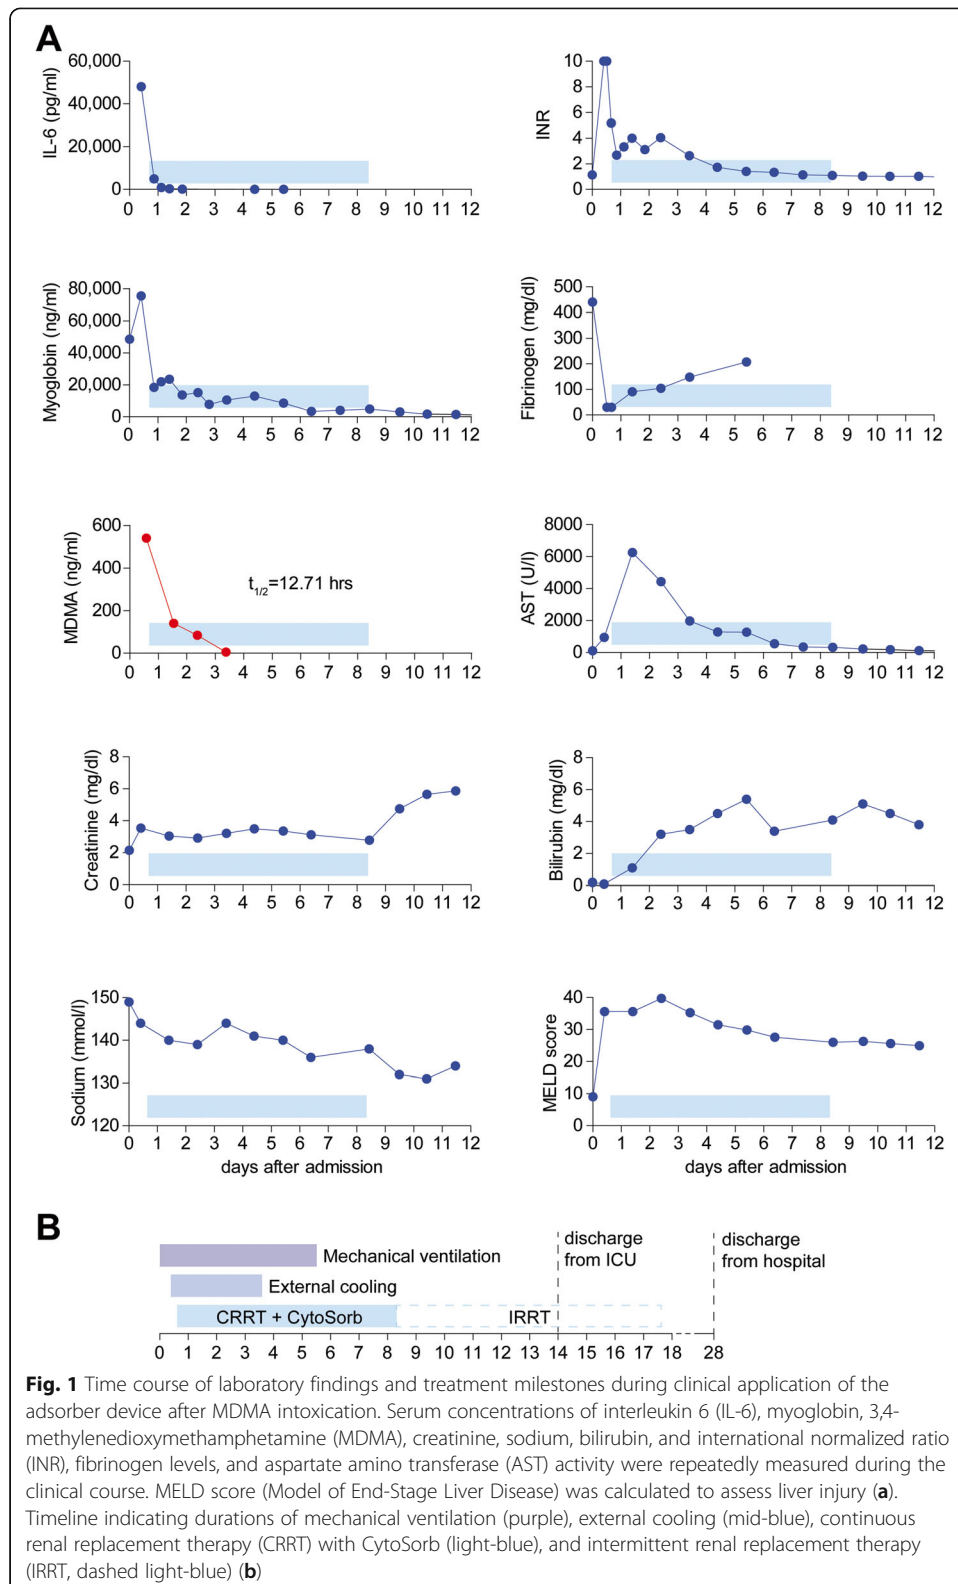 A
IL-6 (pg/ml)
60,000
40,000
20,000
0
0 1 2 3 4 5 6 7 8 9 10 11 12
INR
10
8
6
4
2
0
0 1 2 3 4 5 6 7 8 9 10 11 12
Myoglobin (ng/ml)
80,000
60,000
40,000
20,000
0
0 1 2 3 4 5 6 7 8 9 10 11 12
Fibrinogen (mg/dl)
500
400
300
200
100
0
0 1 2 3 4 5 6 7 8 9 10 11 12
MDMA (ng/ml)
600
400
200
0
t1/2=12.71 hrs
0 1 2 3 4 5 6 7 8 9 10 11 12
AST (U/l)
8000
6000
4000
2000
0
0 1 2 3 4 5 6 7 8 9 10 11 12
Creatinine (mg/dl)
8
6
4
2
0
0 1 2 3 4 5 6 7 8 9 10 11 12
Bilirubin (mg/dl)
8
6
4
2
0
0 1 2 3 4 5 6 7 8 9 10 11 12
Sodium (mmol/l)
150
140
130
120
0 1 2 3 4 5 6 7 8 9 10 11 12
days after admission
MELD score
40
30
20
10
0
0 1 2 3 4 5 6 7 8 9 10 11 12
days after admission
B
Mechanical ventilation
External cooling
CRRT + CytoSorb
IRRT
discharge
from ICU
discharge
from hospital
0 1 2 3 4 5 6 7 8 9 10 11 12 13 14 15 16 17 18 28
Fig. 1 Time course of laboratory findings and treatment milestones during clinical application of the
adsorber device after MDMA intoxication. Serum concentrations of interleukin 6 (IL-6), myoglobin, 3,4-
methylenedioxymethamphetamine (MDMA), creatinine, sodium, bilirubin, and international normalized ratio
(INR), fibrinogen levels, and aspartate amino transferase (AST) activity were repeatedly measured during the
clinical course. MELD score (Model of End-Stage Liver Disease) was calculated to assess liver injury (a).
Timeline indicating durations of mechanical ventilation (purple), external cooling (mid-blue), continuous
renal replacement therapy (CRRT) with CytoSorb (light-blue), and intermittent renal replacement therapy
(IRRT, dashed light-blue) (b)